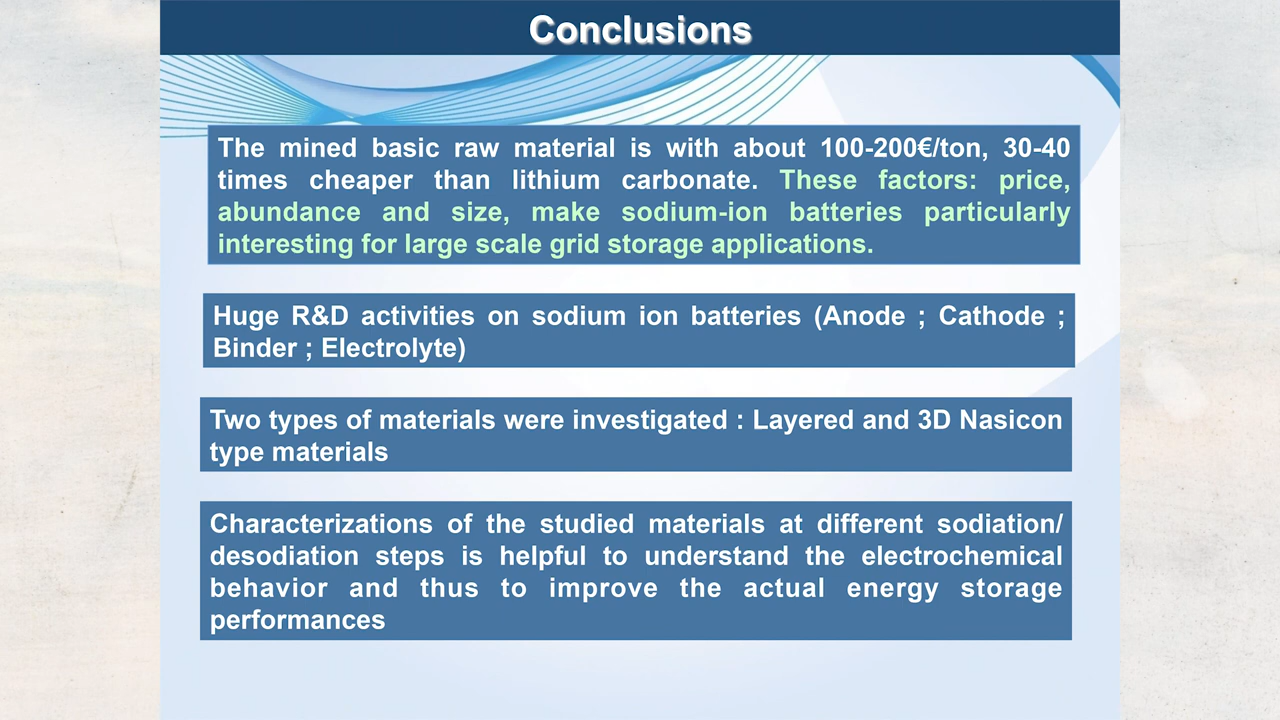 Conclusions
The mined basic raw material is with about 100-200€/ton, 30-40
times cheaper than lithium carbonate. These factors: price,
abundance and size, make sodium-ion batteries particularly
interesting for large scale grid storage applications.
Huge R&D activities on sodium ion batteries (Anode ; Cathode ;
Binder ; Electrolyte)
Two types of materials were investigated : Layered and 3D Nasicon
type materials
Characterizations of the studied materials at different sodiation/
desodiation steps is helpful to understand the electrochemical
behavior and thus to improve the actual energy storage
performances